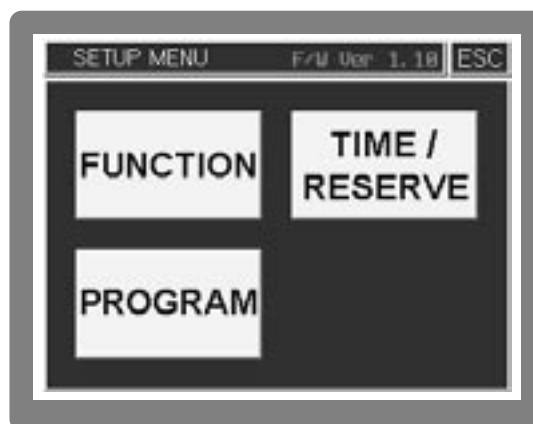 SETUP MENU F/W Ver 1.10 ESC
FUNCTION
TIME /
RESERVE
PROGRAM